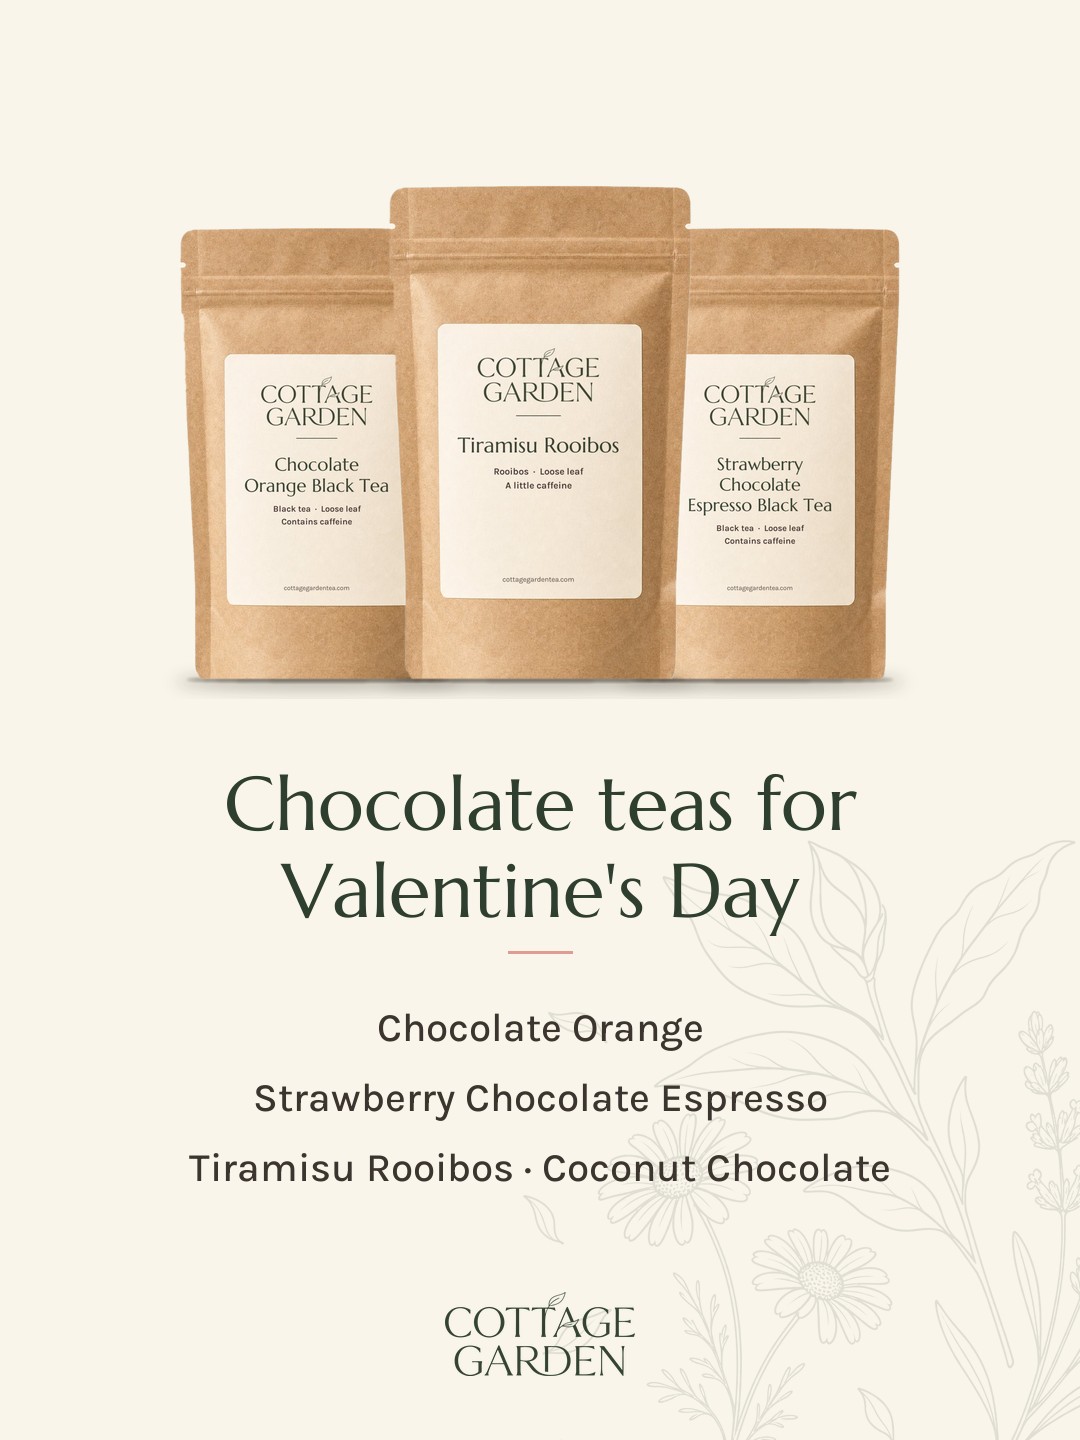 COTTAGE
GARDEN
Chocolate
Orange Black Tea
Black tea · Loose leaf
Contains caffeine
cottagegardentea.com
COTTAGE
GARDEN
Tiramisu Rooibos
Rooibos · Loose leaf
A little caffeine
cottagegardentea.com
COTTAGE
GARDEN
Strawberry
Chocolate
Espresso Black Tea
Black tea · Loose leaf
Contains caffeine
cottagegardentea.com
Chocolate teas for
Valentine's Day
Chocolate Orange
Strawberry Chocolate Espresso
Tiramisu Rooibos · Coconut Chocolate
COTTAGE
GARDEN